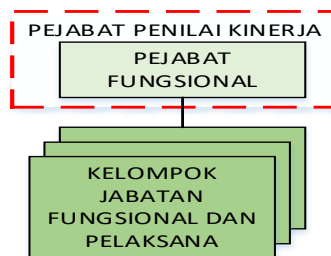 PEJABAT PENILAI KINERJA
PEJABAT
FUNGSIONAL
KELOMPOK
JABATAN
FUNGSIONAL DAN
PELAKSANA